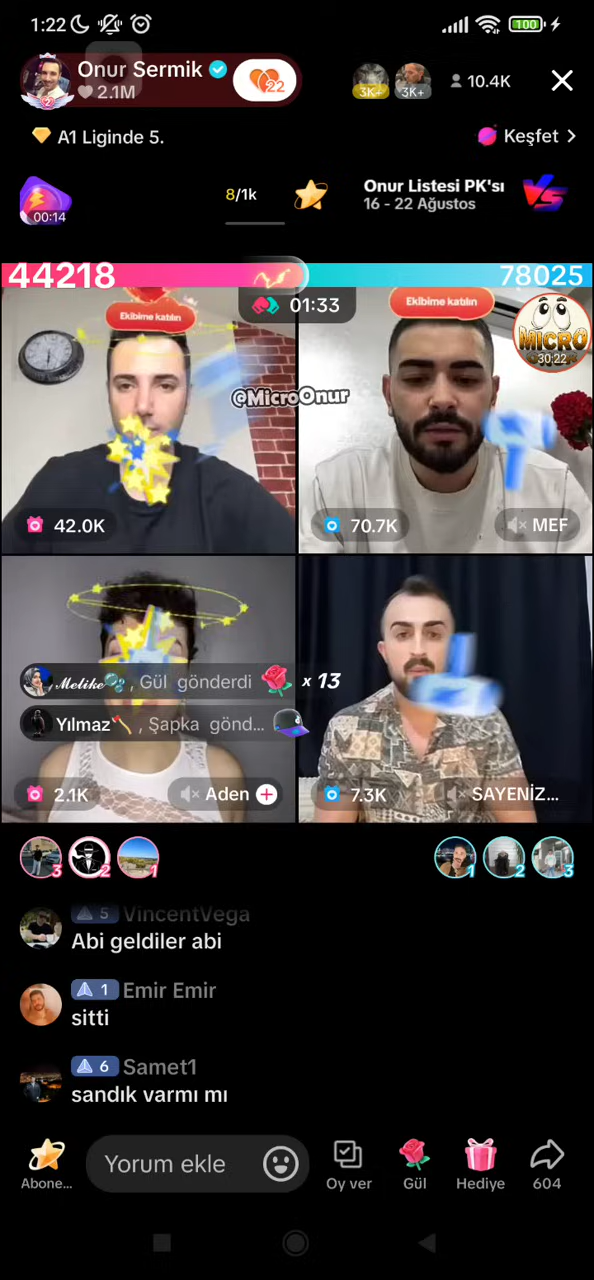 1:22
100
Onur Sermik
2.1M
22
3K+
3K+
10.4K
A1 Liginde 5.
Keşfet
00:14
8/1k
Onur Listesi PK'sı
16 - 22 Ağustos
VS
44218
78025
01:33
Ekibime katılın
Ekibime katılın
MICRO
30:22
@MicroOnur
42.0K
70.7K
MEF
Melike, Gül gönderdi x 13
Yılmaz, Şapka gönd...
2.1K
Aden
7.3K
SAYENİZ...
3
2
1
1
2
3
5 VincentVega
Abi geldiler abi
1 Emir Emir
sitti
6 Samet1
sandık varmı mı
Abone...
Yorum ekle
Oy ver
Gül
Hediye
604